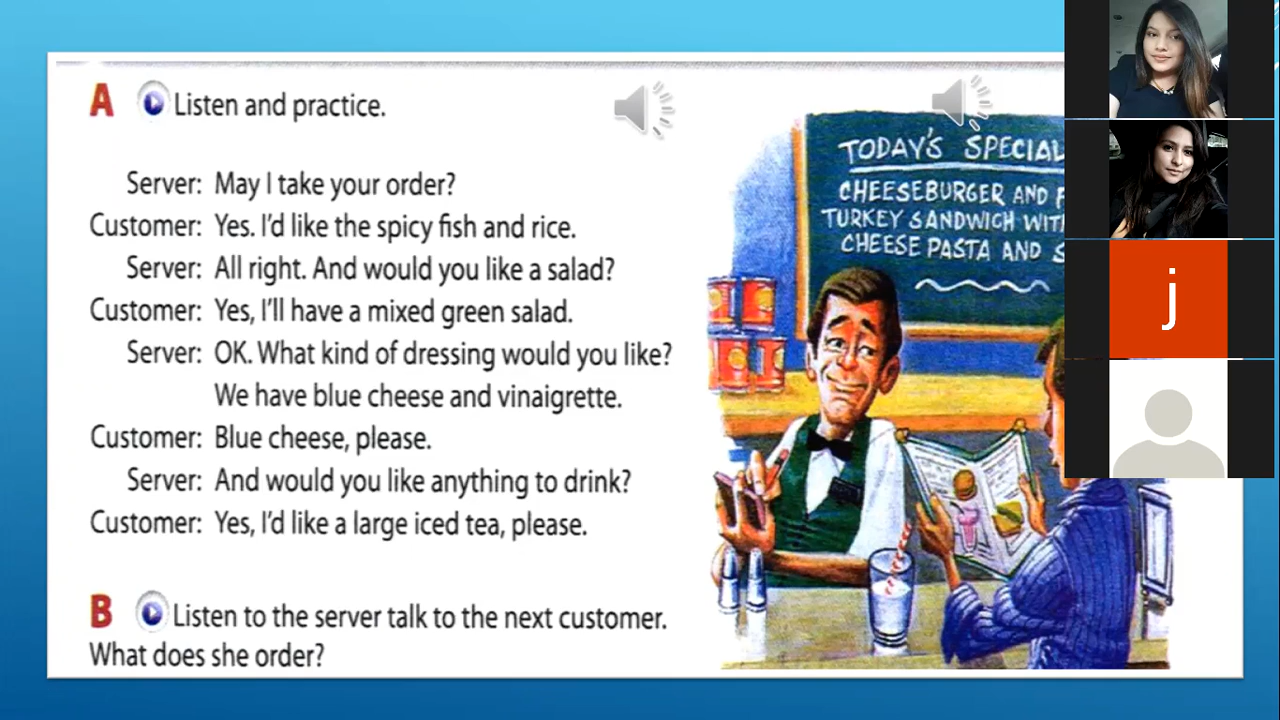 A Listen and practice.
Server: May I take your order?
Customer: Yes. I'd like the spicy fish and rice.
Server: All right. And would you like a salad?
Customer: Yes, I'll have a mixed green salad.
Server: OK. What kind of dressing would you like?
We have blue cheese and vinaigrette.
Customer: Blue cheese, please.
Server: And would you like anything to drink?
Customer: Yes, I'd like a large iced tea, please.
B Listen to the server talk to the next customer.
What does she order?
TODAY'S SPECIAL
CHEESEBURGER AND
TURKEY SANDWICH
CHEESE PASTA AND
j